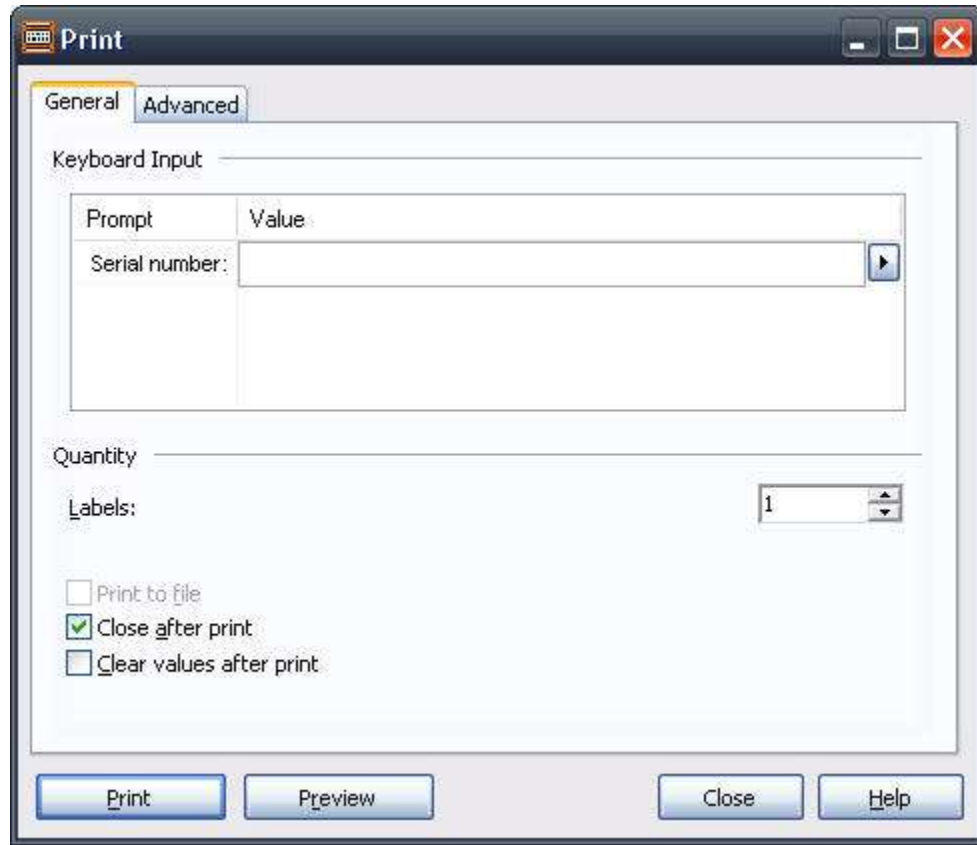 Print
General Advanced
Keyboard Input
Prompt Value
Serial number:
Quantity
Labels: 1
Print to file
Close after print
Clear values after print
Print Preview Close Help